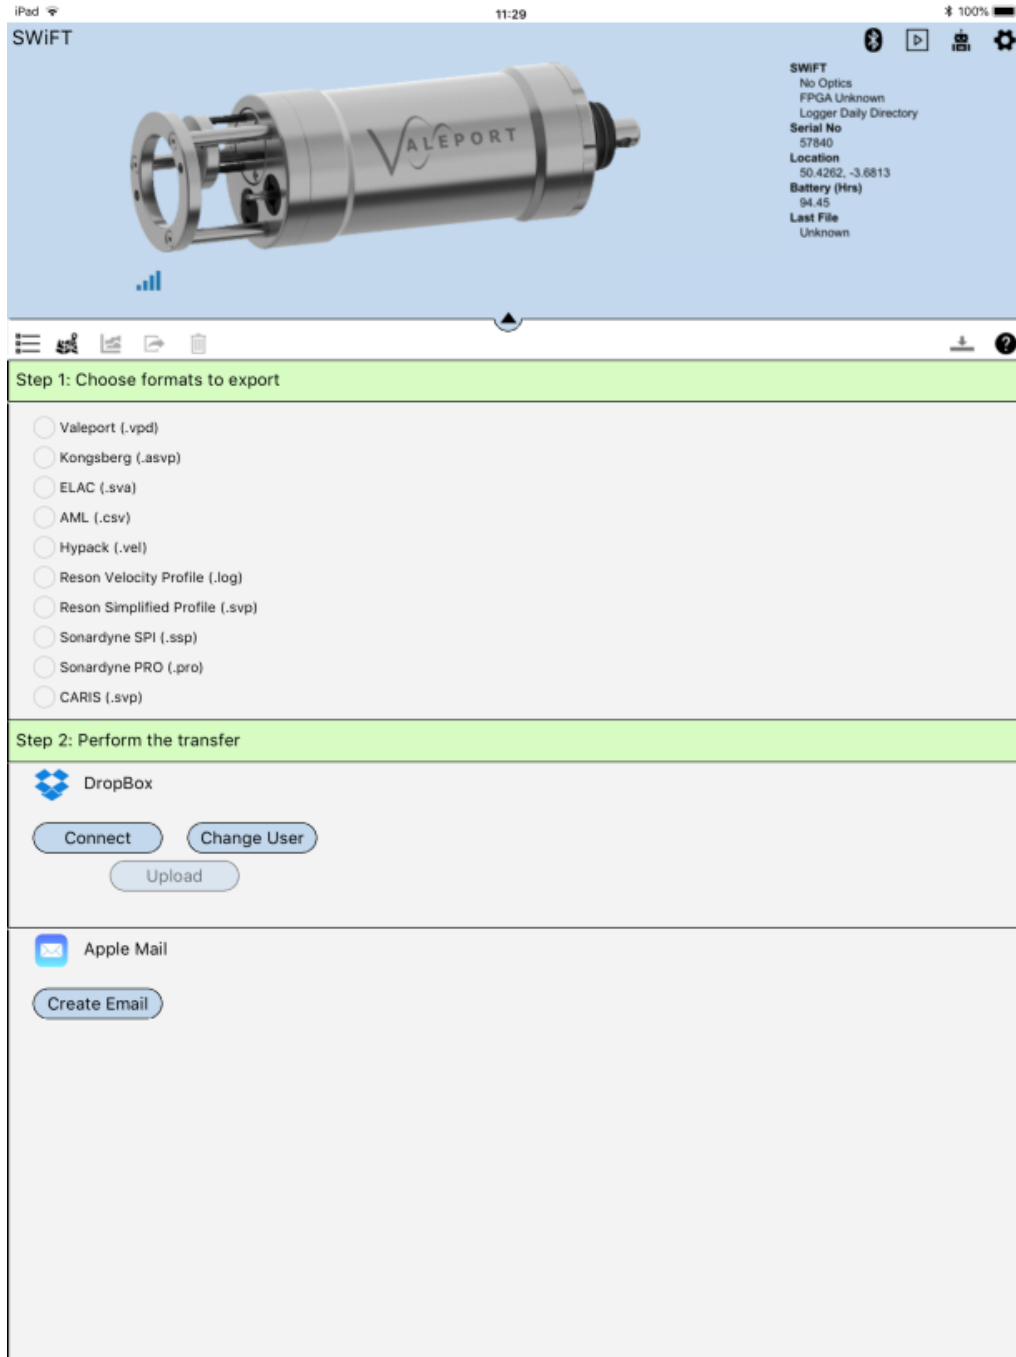 iPad 11:29 100%
SWiFT
VALEPORT
SWiFT
No Optics
FPGA Unknown
Logger Daily Directory
Serial No
57840
Location
50.4262, -3.6813
Battery (Hrs)
94.45
Last File
Unknown
Step 1: Choose formats to export
Valeport (.vpd)
Kongsberg (.asvp)
ELAC (.sva)
AML (.csv)
Hypack (.vel)
Reson Velocity Profile (.log)
Reson Simplified Profile (.svp)
Sonardyne SPI (.ssp)
Sonardyne PRO (.pro)
CARIS (.svp)
Step 2: Perform the transfer
DropBox
Connect Change User
Upload
Apple Mail
Create Email